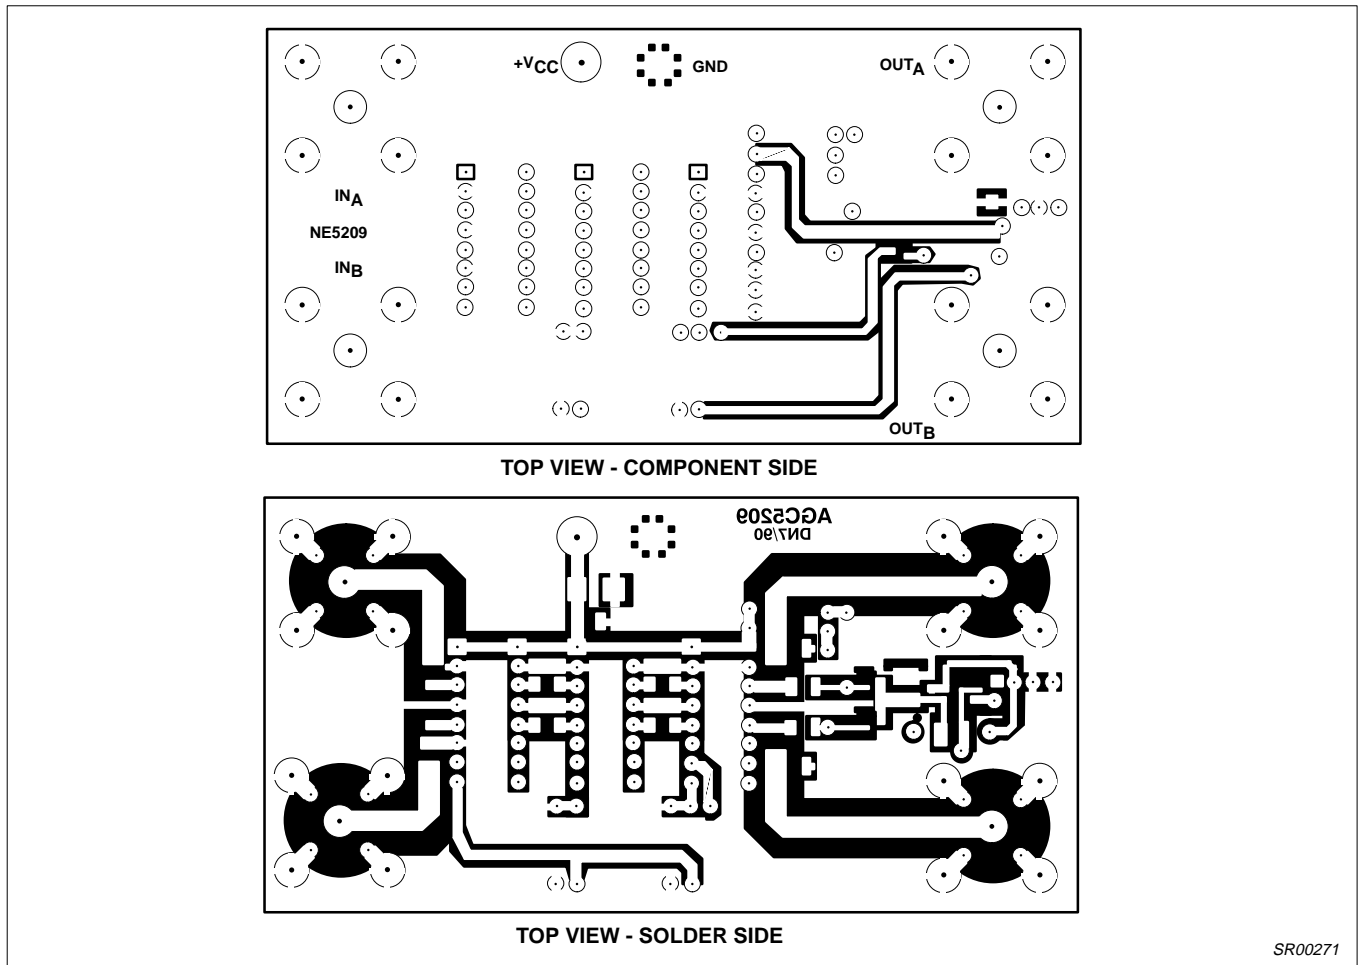 +VCC GND OUTA
INA
NE5209
INB
OUTB
TOP VIEW - COMPONENT SIDE
AGC5209
DN7/90
TOP VIEW - SOLDER SIDE
SR00271